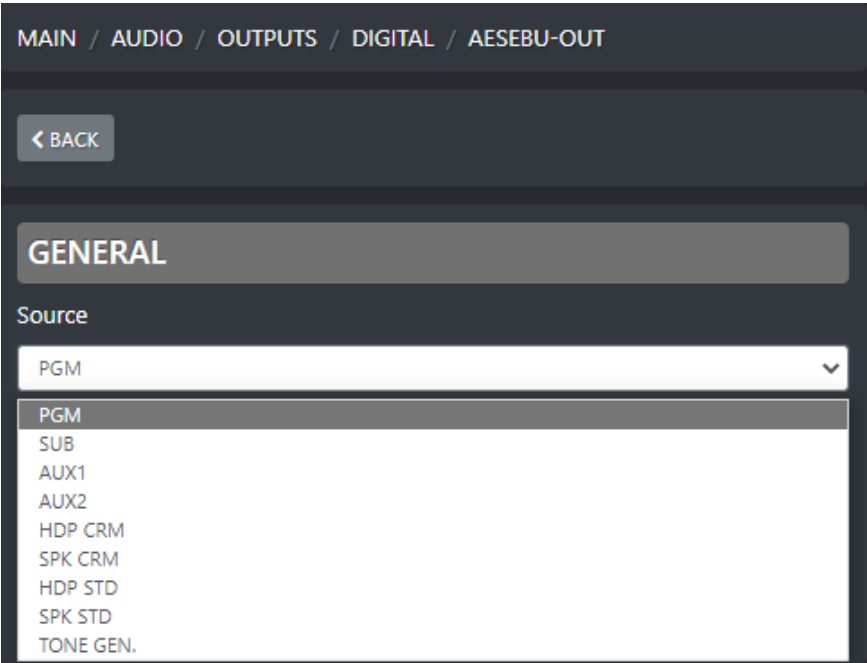 MAIN / AUDIO / OUTPUTS / DIGITAL / AESEBU-OUT
BACK
GENERAL
Source
PGM
PGM
SUB
AUX1
AUX2
HDP CRM
SPK CRM
HDP STD
SPK STD
TONE GEN.